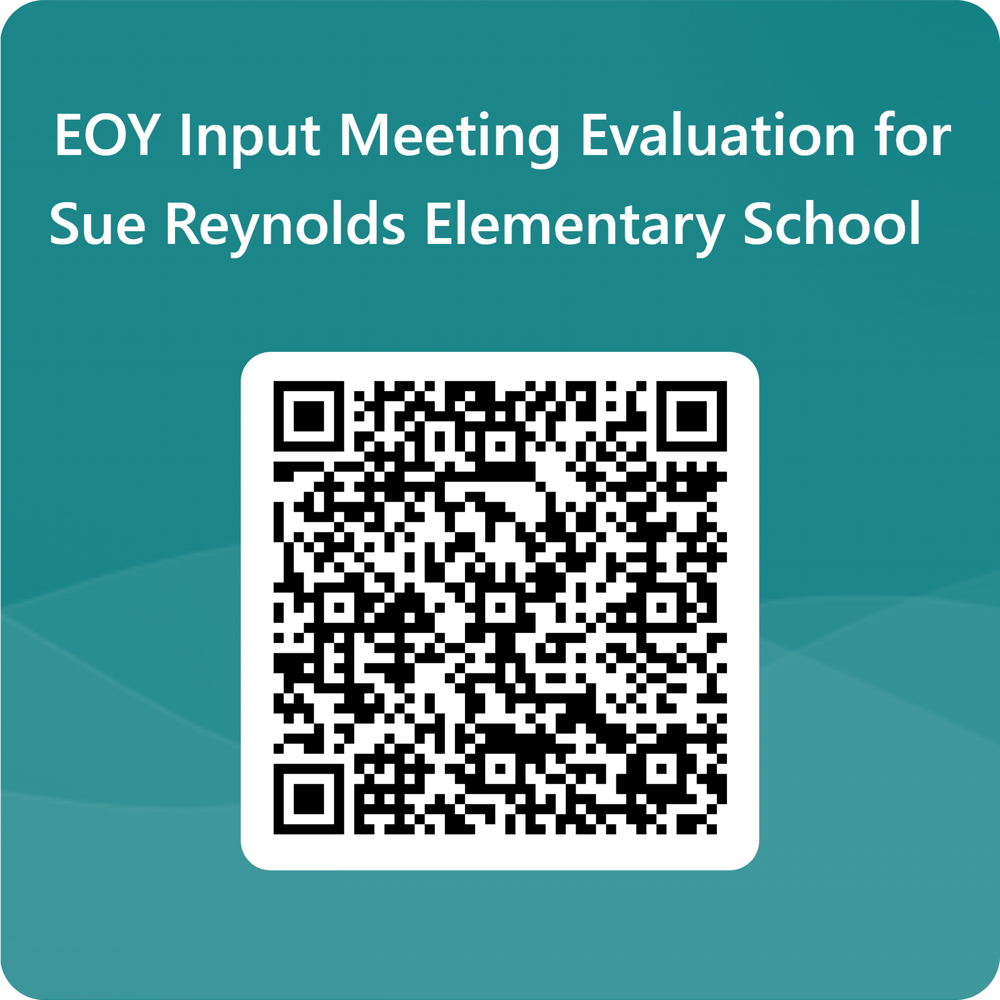 EOY Input Meeting Evaluation for
Sue Reynolds Elementary School